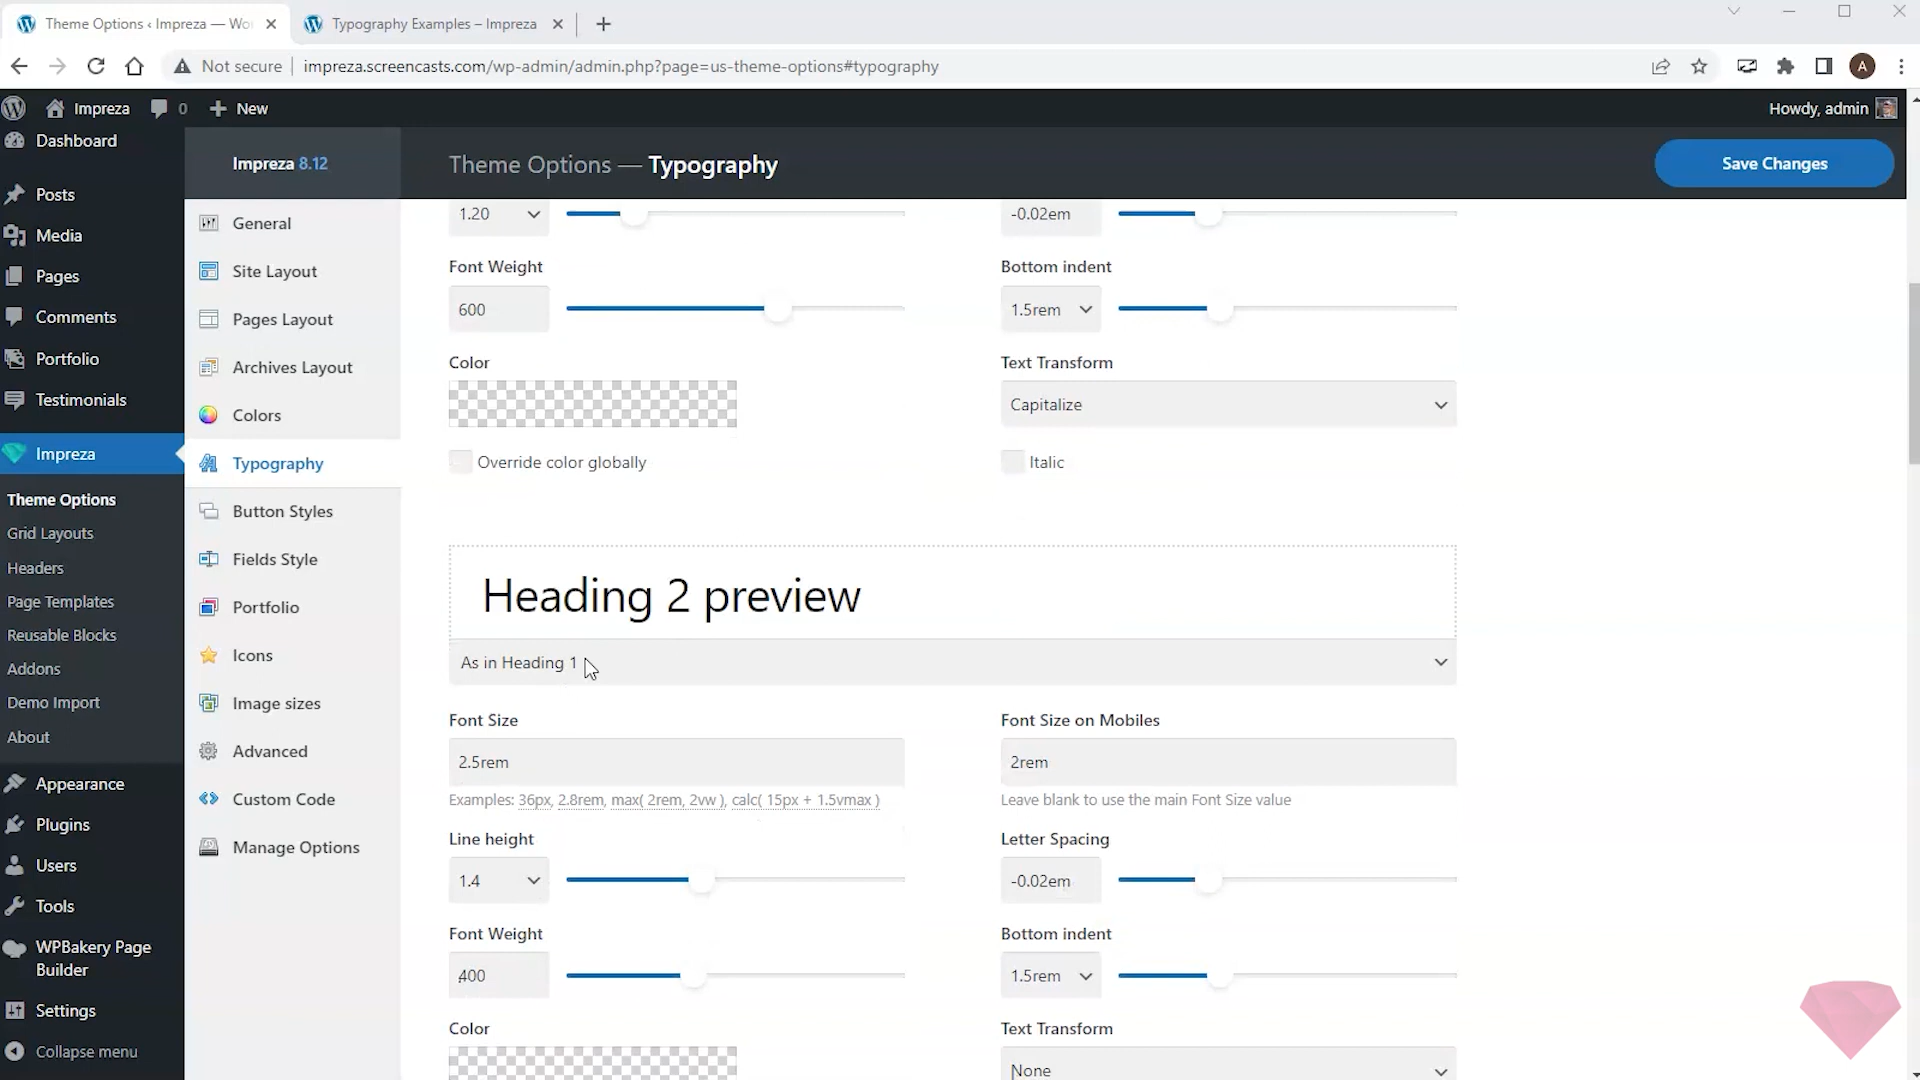 Theme Options ‹ Impreza — Wo
Typography Examples – Impreza
Not secure
impreza.screencasts.com/wp-admin/admin.php?page=us-theme-options#typography
A
Impreza
0
New
Howdy, admin
Dashboard
Posts
Media
Pages
Comments
Portfolio
Testimonials
Impreza
Theme Options
Grid Layouts
Headers
Page Templates
Reusable Blocks
Addons
Demo Import
About
Appearance
Plugins
Users
Tools
WPBakery Page
Builder
Settings
Collapse menu
Impreza 8.12
General
Site Layout
Pages Layout
Archives Layout
Colors
Typography
Button Styles
Fields Style
Portfolio
Icons
Image sizes
Advanced
Custom Code
Manage Options
Theme Options — Typography
Save Changes
1.20
-0.02em
Font Weight
Bottom indent
600
1.5rem
Color
Text Transform
Capitalize
Override color globally
Italic
Heading 2 preview
As in Heading 1
Font Size
Font Size on Mobiles
2.5rem
2rem
Examples: 36px, 2.8rem, max( 2rem, 2vw ), calc( 15px + 1.5vmax )
Leave blank to use the main Font Size value
Line height
Letter Spacing
1.4
-0.02em
Font Weight
Bottom indent
400
1.5rem
Color
Text Transform
None